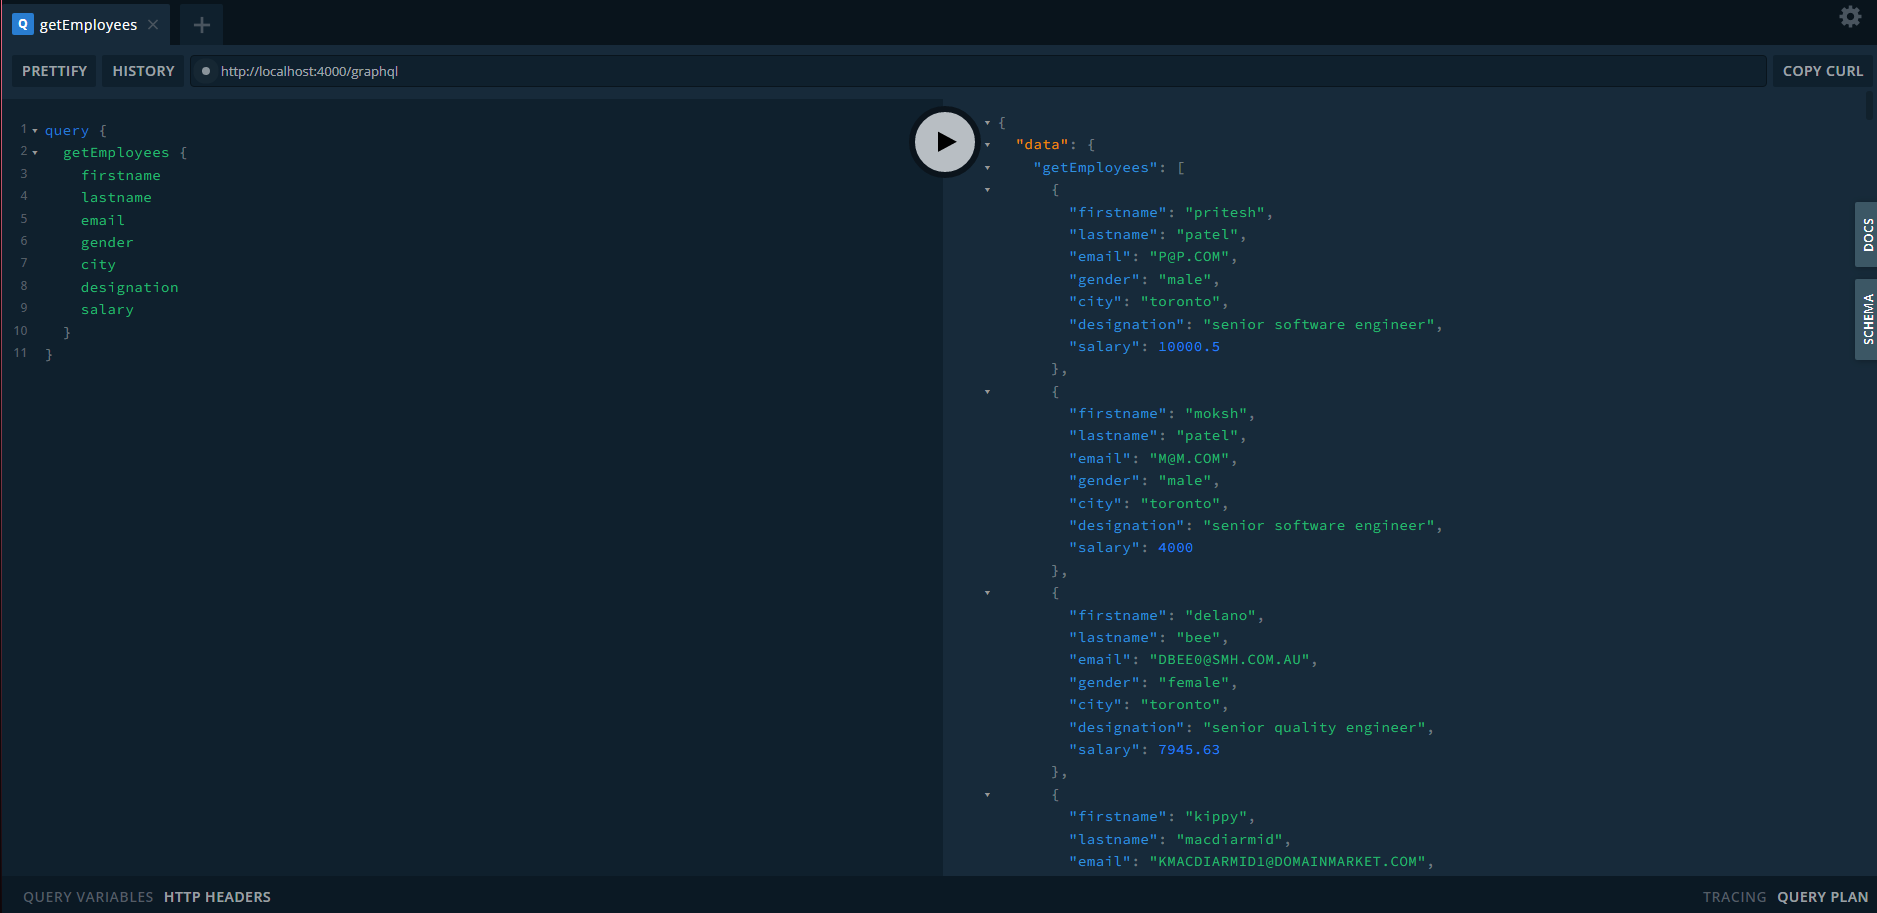 Q getEmployees
PRETTIFY HISTORY http://localhost:4000/graphql COPY CURL
1 query {
2 getEmployees {
3 firstname
4 lastname
5 email
6 gender
7 city
8 designation
9 salary
10 }
11 }
{
"data": {
"getEmployees": [
{
"firstname": "pritesh",
"lastname": "patel",
"email": "P@P.COM",
"gender": "male",
"city": "toronto",
"designation": "senior software engineer",
"salary": 10000.5
},
{
"firstname": "moksh",
"lastname": "patel",
"email": "M@M.COM",
"gender": "male",
"city": "toronto",
"designation": "senior software engineer",
"salary": 4000
},
{
"firstname": "delano",
"lastname": "bee",
"email": "DBEE0@SMH.COM.AU",
"gender": "female",
"city": "toronto",
"designation": "senior quality engineer",
"salary": 7945.63
},
{
"firstname": "kippy",
"lastname": "macdiarmid",
"email": "KMACDIARMID1@DOMAINMARKET.COM",
DOCS
SCHEMA
QUERY VARIABLES HTTP HEADERS
TRACING QUERY PLAN